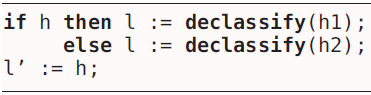 if h then l := declassify(h1);
else l := declassify(h2);
l’ := h;